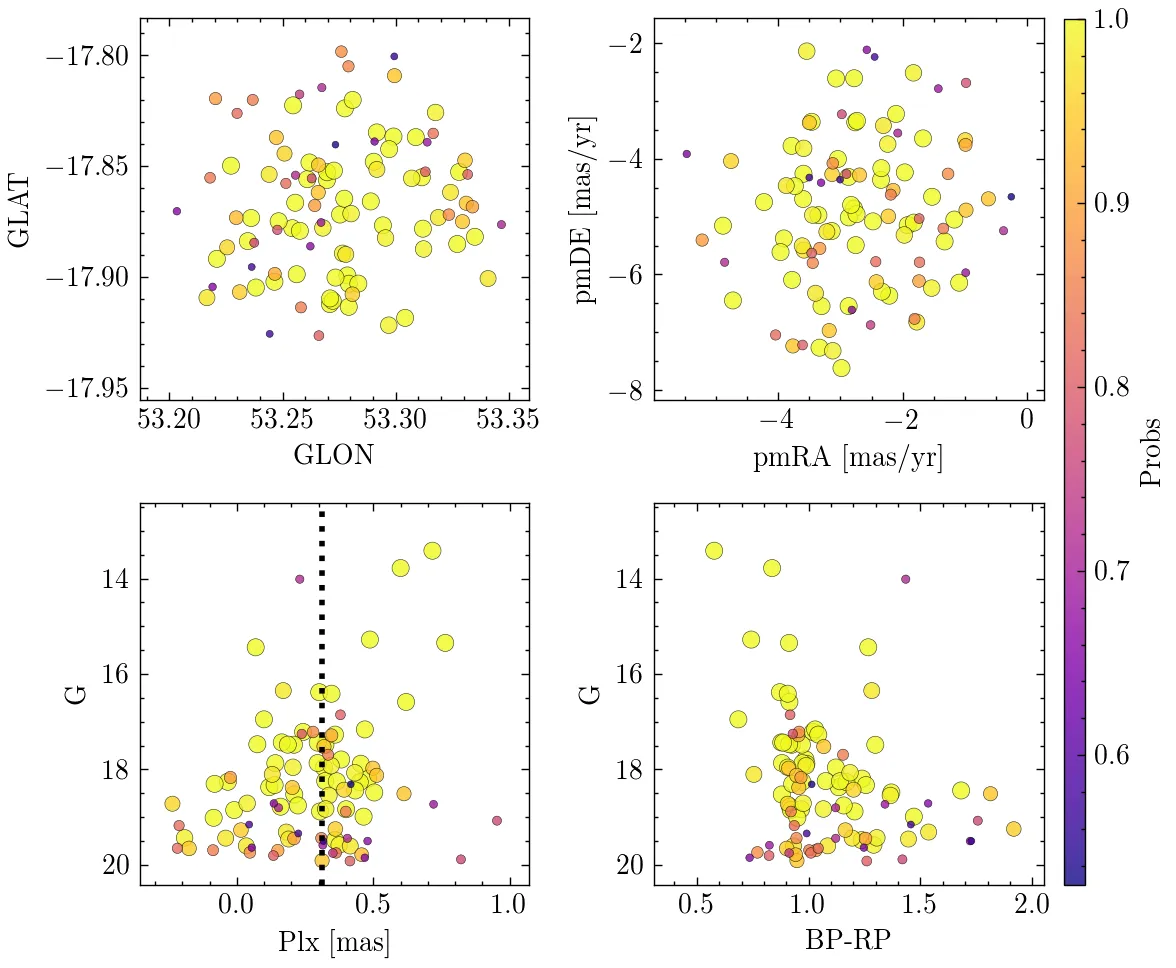 −17.80
−17.85
−17.90
−17.95
GLAT
53.20 53.25 53.30 53.35
GLON
−2
−4
−6
−8
pmDE [mas/yr]
−4 −2 0
pmRA [mas/yr]
14
16
18
20
G
0.0 0.5 1.0
Plx [mas]
14
16
18
20
G
0.5 1.0 1.5 2.0
BP-RP
1.0
0.9
0.8
0.7
0.6
Probs